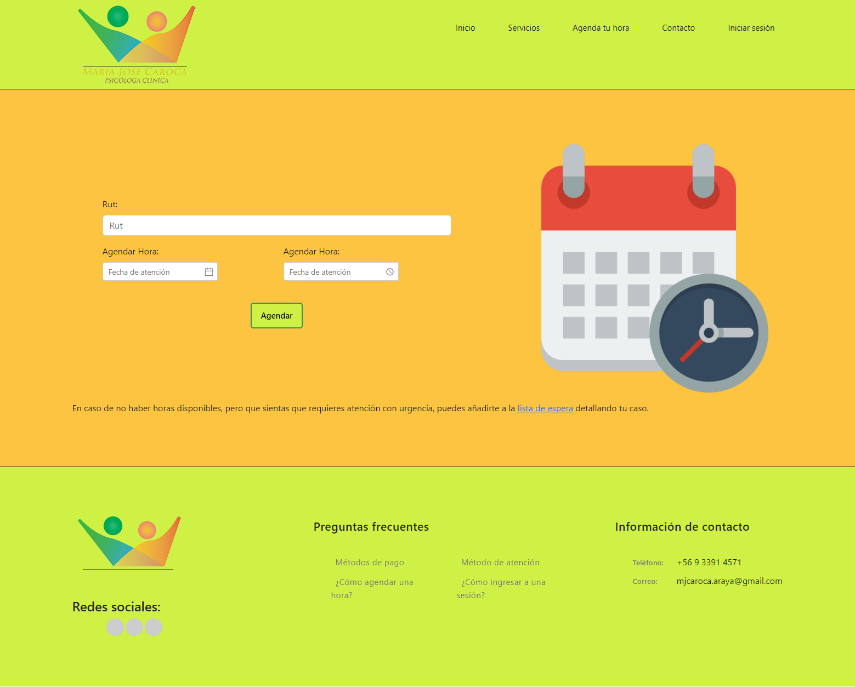 MARIA JOSE CAROCA
PSICÓLOGA CLINICA
Inicio
Servicios
Agenda tu hora
Contacto
Iniciar sesión
Rut:
Rut
Agendar Hora:
Agendar Hora:
Fecha de atención
Fecha de atención
Agendar
En caso de no haber horas disponibles, pero que sientas que requieres atención con urgencia, puedes añadirte a la lista de espera detallando tu caso.
Redes sociales:
Preguntas frecuentes
Métodos de pago
¿Cómo agendar una
hora?
Método de atención
¿Cómo ingresar a una
sesión?
Información de contacto
Teléfono: +56 9 3391 4571
Correo: mjcaroca.araya@gmail.com